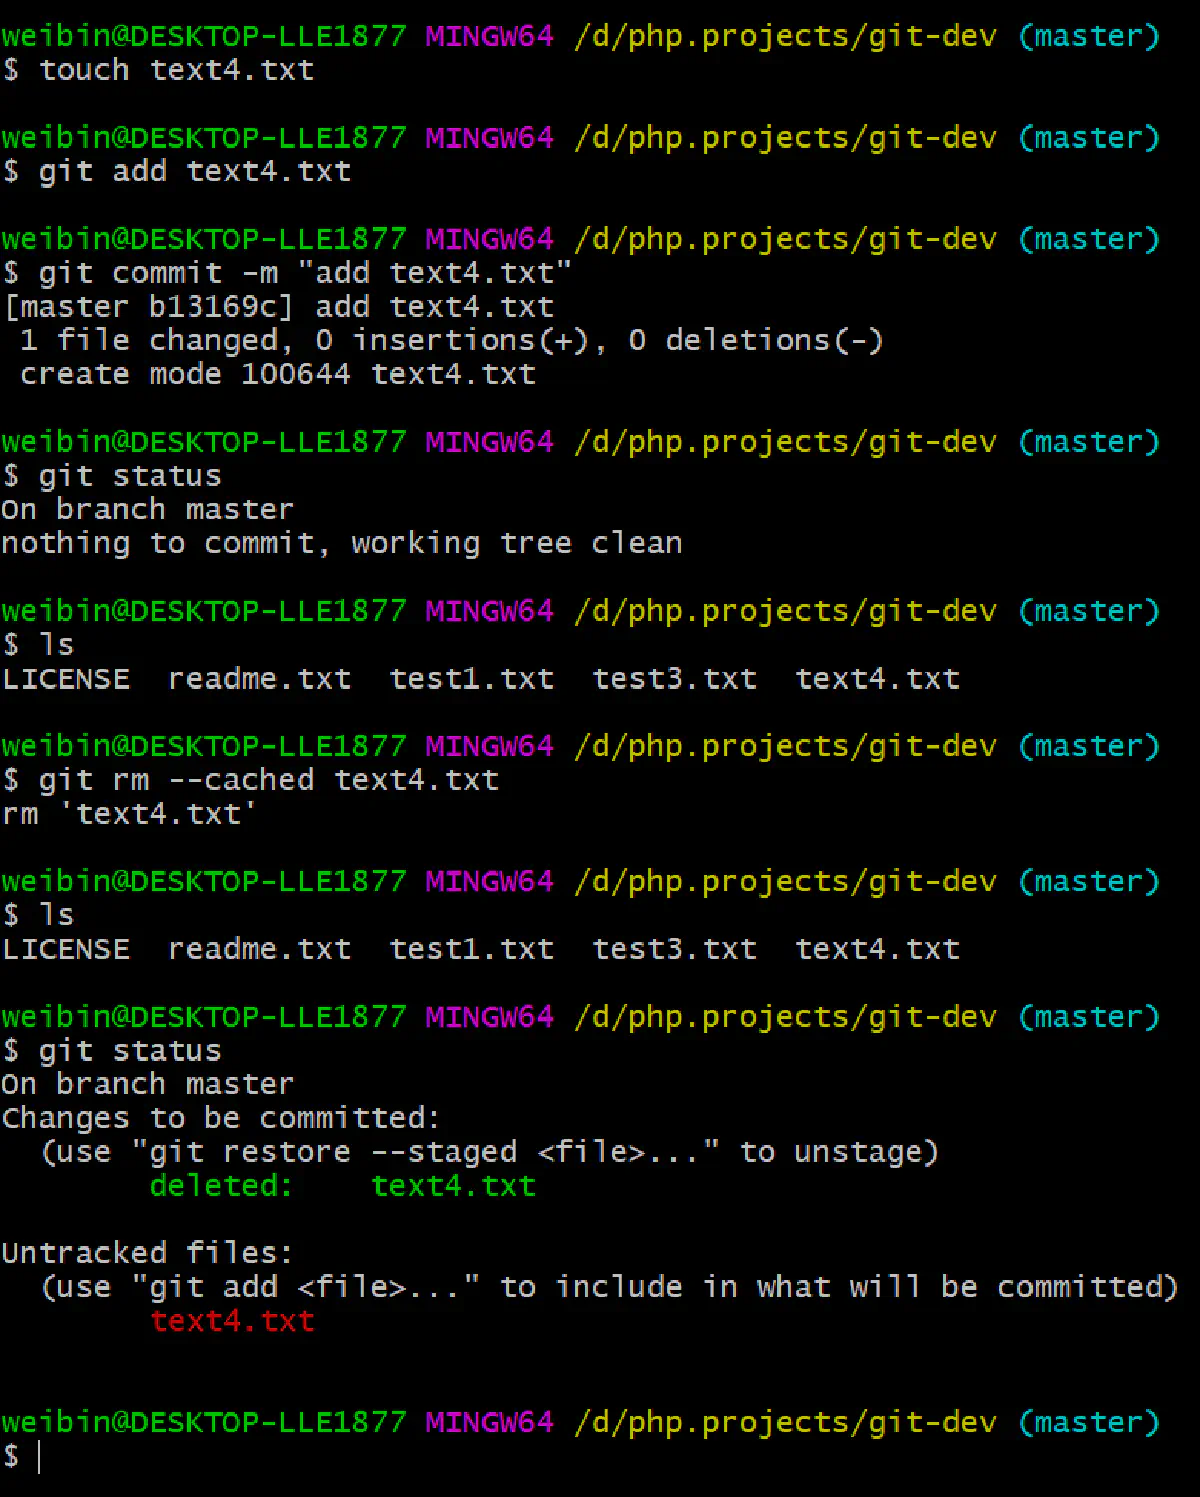 weibin@DESKTOP-LLE1877 MINGW64 /d/php.projects/git-dev (master)
$ touch text4.txt
weibin@DESKTOP-LLE1877 MINGW64 /d/php.projects/git-dev (master)
$ git add text4.txt
weibin@DESKTOP-LLE1877 MINGW64 /d/php.projects/git-dev (master)
$ git commit -m "add text4.txt"
[master b13169c] add text4.txt
 1 file changed, 0 insertions(+), 0 deletions(-)
 create mode 100644 text4.txt
weibin@DESKTOP-LLE1877 MINGW64 /d/php.projects/git-dev (master)
$ git status
On branch master
nothing to commit, working tree clean
weibin@DESKTOP-LLE1877 MINGW64 /d/php.projects/git-dev (master)
$ ls
LICENSE  readme.txt  test1.txt  test3.txt  text4.txt
weibin@DESKTOP-LLE1877 MINGW64 /d/php.projects/git-dev (master)
$ git rm --cached text4.txt
rm 'text4.txt'
weibin@DESKTOP-LLE1877 MINGW64 /d/php.projects/git-dev (master)
$ ls
LICENSE  readme.txt  test1.txt  test3.txt  text4.txt
weibin@DESKTOP-LLE1877 MINGW64 /d/php.projects/git-dev (master)
$ git status
On branch master
Changes to be committed:
  (use "git restore --staged <file>..." to unstage)
        deleted:    text4.txt
Untracked files:
  (use "git add <file>..." to include in what will be committed)
        text4.txt
weibin@DESKTOP-LLE1877 MINGW64 /d/php.projects/git-dev (master)
$